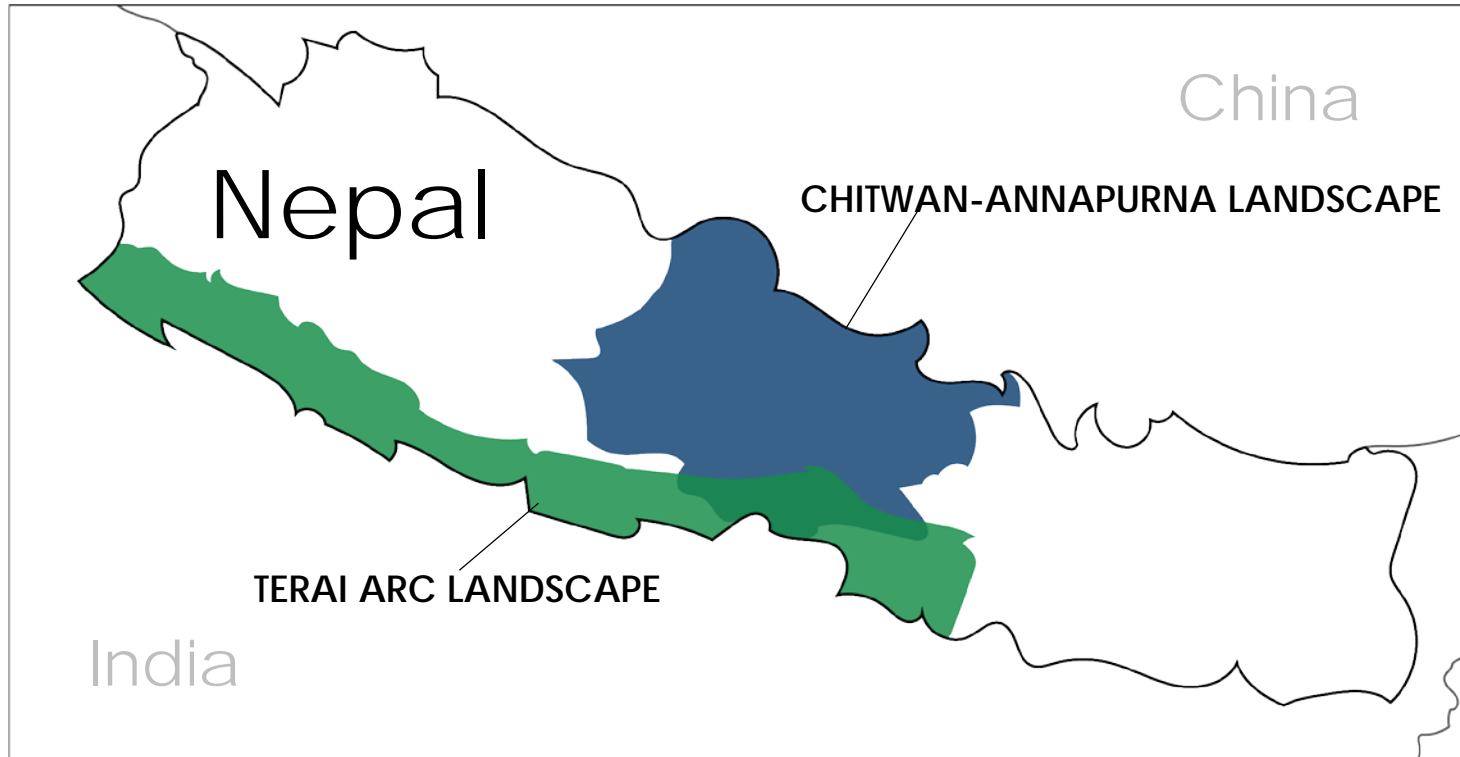 China
Nepal
CHITWAN-ANNAPURNA LANDSCAPE
TERAI ARC LANDSCAPE
India